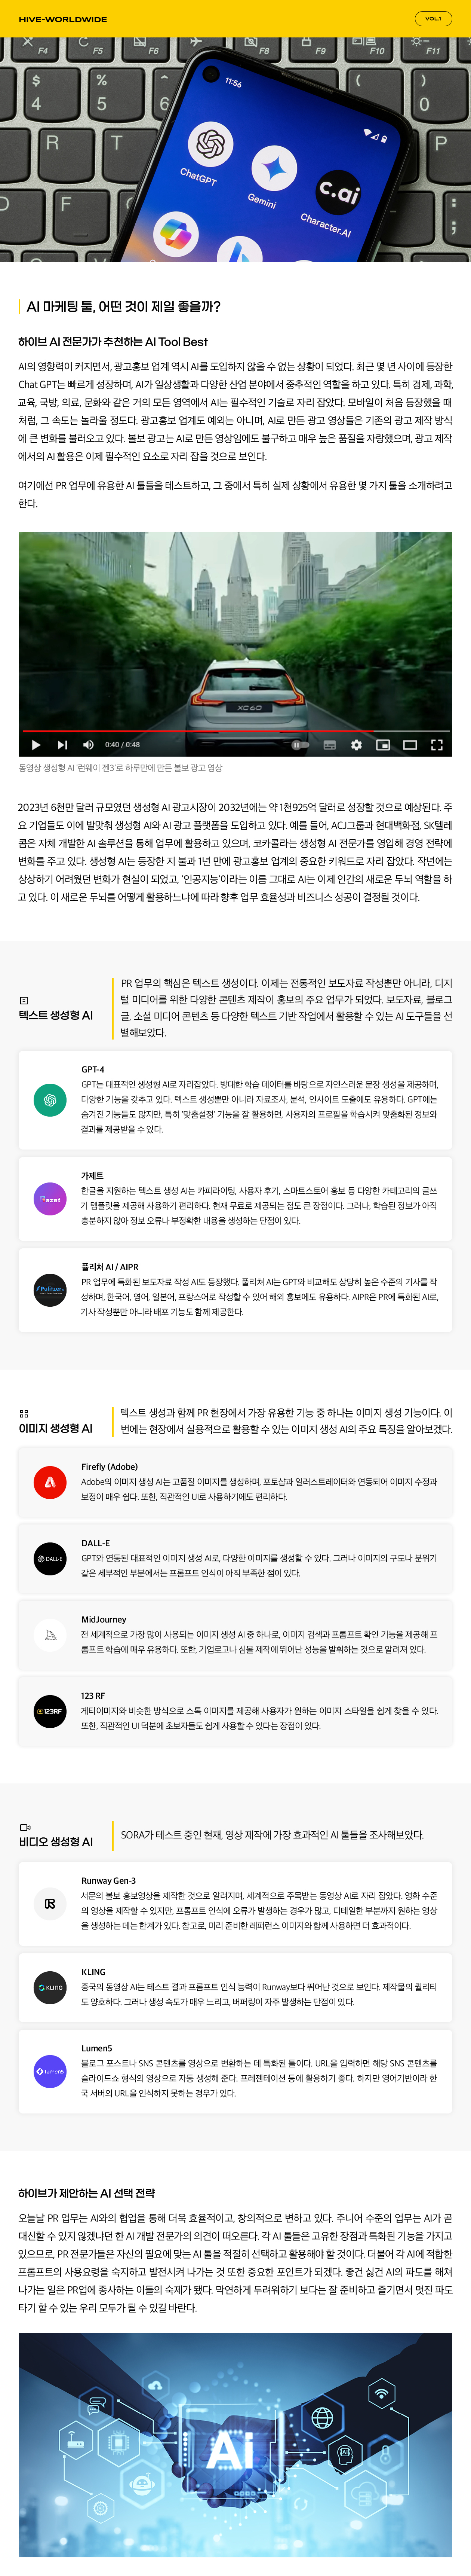 HIVE-WORLDWIDE
VOL.1
F4
F5
F6
F7
F8
F9
F10
F11
$
4
%
5
R
T
P
D
F
11:56
ChatGPT
Gemini
c.ai
Character.AI
AI 마케팅 툴, 어떤 것이 제일 좋을까?
하이브 AI 전문가가 추천하는 AI Tool Best
AI의 영향력이 커지면서, 광고홍보 업계 역시 AI를 도입하지 않을 수 없는 상황이 되었다. 최근 몇 년 사이에 등장한
Chat GPT는 빠르게 성장하며, AI가 일상생활과 다양한 산업 분야에서 중추적인 역할을 하고 있다. 특히 경제, 과학,
교육, 국방, 의료, 문화와 같은 거의 모든 영역에서 AI는 필수적인 기술로 자리 잡았다. 모바일이 처음 등장했을 때
처럼, 그 속도는 놀라울 정도다. 광고홍보 업계도 예외는 아니며, AI로 만든 광고 영상들은 기존의 광고 제작 방식
에 큰 변화를 불러오고 있다. 볼보 광고는 AI로 만든 영상임에도 불구하고 매우 높은 품질을 자랑했으며, 광고 제작
에서의 AI 활용은 이제 필수적인 요소로 자리 잡을 것으로 보인다.
여기에선 PR 업무에 유용한 AI 툴들을 테스트하고, 그 중에서 특히 실제 상황에서 유용한 몇 가지 툴을 소개하려고
한다.
XC60
0:40 / 0:48
동영상 생성형 AI '런웨이 젠3'로 하루만에 만든 볼보 광고 영상
2023년 6천만 달러 규모였던 생성형 AI 광고시장이 2032년에는 약 1천925억 달러로 성장할 것으로 예상된다. 주
요 기업들도 이에 발맞춰 생성형 AI와 AI 광고 플랫폼을 도입하고 있다. 예를 들어, ACJ그룹과 현대백화점, SK텔레
콤은 자체 개발한 AI 솔루션을 통해 업무에 활용하고 있으며, 코카콜라는 생성형 AI 전문가를 영입해 경영 전략에
변화를 주고 있다. 생성형 AI는 등장한 지 불과 1년 만에 광고홍보 업계의 중요한 키워드로 자리 잡았다. 작년에는
상상하기 어려웠던 변화가 현실이 되었고, '인공지능'이라는 이름 그대로 AI는 이제 인간의 새로운 두뇌 역할을 하
고 있다. 이 새로운 두뇌를 어떻게 활용하느냐에 따라 향후 업무 효율성과 비즈니스 성공이 결정될 것이다.
텍스트 생성형 AI
PR 업무의 핵심은 텍스트 생성이다. 이제는 전통적인 보도자료 작성뿐만 아니라, 디지
털 미디어를 위한 다양한 콘텐츠 제작이 홍보의 주요 업무가 되었다. 보도자료, 블로그
글, 소셜 미디어 콘텐츠 등 다양한 텍스트 기반 작업에서 활용할 수 있는 AI 도구들을 선
별해보았다.
GPT-4
GPT는 대표적인 생성형 AI로 자리잡았다. 방대한 학습 데이터를 바탕으로 자연스러운 문장 생성을 제공하며,
다양한 기능을 갖추고 있다. 텍스트 생성뿐만 아니라 자료조사, 분석, 인사이트 도출에도 유용하다. GPT에는
숨겨진 기능들도 많지만, 특히 '맞춤설정' 기능을 잘 활용하면, 사용자의 프로필을 학습시켜 맞춤화된 정보와
결과를 제공받을 수 있다.
가제트
한글을 지원하는 텍스트 생성 AI는 카피라이팅, 사용자 후기, 스마트스토어 홍보 등 다양한 카테고리의 글쓰
기 템플릿을 제공해 사용하기 편리하다. 현재 무료로 제공되는 점도 큰 장점이다. 그러나, 학습된 정보가 아직
충분하지 않아 정보 오류나 부정확한 내용을 생성하는 단점이 있다.
Gazet
퓰리처 AI / AIPR
PR 업무에 특화된 보도자료 작성 AI도 등장했다. 풀리쳐 AI는 GPT와 비교해도 상당히 높은 수준의 기사를 작
성하며, 한국어, 영어, 일본어, 프랑스어로 작성할 수 있어 해외 홍보에도 유용하다. AIPR은 PR에 특화된 AI로,
기사 작성뿐만 아니라 배포 기능도 함께 제공한다.
Pulitzer
이미지 생성형 AI
텍스트 생성과 함께 PR 현장에서 가장 유용한 기능 중 하나는 이미지 생성 기능이다. 이
번에는 현장에서 실용적으로 활용할 수 있는 이미지 생성 AI의 주요 특징을 알아보겠다.
Firefly (Adobe)
Adobe의 이미지 생성 AI는 고품질 이미지를 생성하며, 포토샵과 일러스트레이터와 연동되어 이미지 수정과
보정이 매우 쉽다. 또한, 직관적인 UI로 사용하기에도 편리하다.
DALL-E
DALL·E
GPT와 연동된 대표적인 이미지 생성 AI로, 다양한 이미지를 생성할 수 있다. 그러나 이미지의 구도나 분위기
같은 세부적인 부분에서는 프롬프트 인식이 아직 부족한 점이 있다.
MidJourney
전 세계적으로 가장 많이 사용되는 이미지 생성 AI 중 하나로, 이미지 검색과 프롬프트 확인 기능을 제공해 프
롬프트 학습에 매우 유용하다. 또한, 기업로고나 심볼 제작에 뛰어난 성능을 발휘하는 것으로 알려져 있다.
123 RF
123RF
게티이미지와 비슷한 방식으로 스톡 이미지를 제공해 사용자가 원하는 이미지 스타일을 쉽게 찾을 수 있다.
또한, 직관적인 UI 덕분에 초보자들도 쉽게 사용할 수 있다는 장점이 있다.
비디오 생성형 AI
SORA가 테스트 중인 현재, 영상 제작에 가장 효과적인 AI 툴들을 조사해보았다.
Runway Gen-3
서문의 볼보 홍보영상을 제작한 것으로 알려지며, 세계적으로 주목받는 동영상 AI로 자리 잡았다. 영화 수준
의 영상을 제작할 수 있지만, 프롬프트 인식에 오류가 발생하는 경우가 많고, 디테일한 부분까지 원하는 영상
을 생성하는 데는 한계가 있다. 참고로, 미리 준비한 레퍼런스 이미지와 함께 사용하면 더 효과적이다.
KLING
KLING
중국의 동영상 AI는 테스트 결과 프롬프트 인식 능력이 Runway보다 뛰어난 것으로 보인다. 제작물의 퀄리티
도 양호하다. 그러나 생성 속도가 매우 느리고, 버퍼링이 자주 발생하는 단점이 있다.
Lumen5
lumen5
블로그 포스트나 SNS 콘텐츠를 영상으로 변환하는 데 특화된 툴이다. URL을 입력하면 해당 SNS 콘텐츠를
슬라이드쇼 형식의 영상으로 자동 생성해 준다. 프레젠테이션 등에 활용하기 좋다. 하지만 영어기반이라 한
국 서버의 URL을 인식하지 못하는 경우가 있다.
하이브가 제안하는 AI 선택 전략
오늘날 PR 업무는 AI와의 협업을 통해 더욱 효율적이고, 창의적으로 변하고 있다. 주니어 수준의 업무는 AI가 곧
대신할 수 있지 않겠냐던 한 AI 개발 전문가의 의견이 떠오른다. 각 AI 툴들은 고유한 장점과 특화된 기능을 가지고
있으므로, PR 전문가들은 자신의 필요에 맞는 AI 툴을 적절히 선택하고 활용해야 할 것이다. 더불어 각 AI에 적합한
프롬프트의 사용요령을 숙지하고 발전시켜 나가는 것 또한 중요한 포인트가 되겠다. 좋건 싫건 AI의 파도를 해쳐
나가는 일은 PR업에 종사하는 이들의 숙제가 됐다. 막연하게 두려워하기 보다는 잘 준비하고 즐기면서 멋진 파도
타기 할 수 있는 우리 모두가 될 수 있길 바란다.
Ai